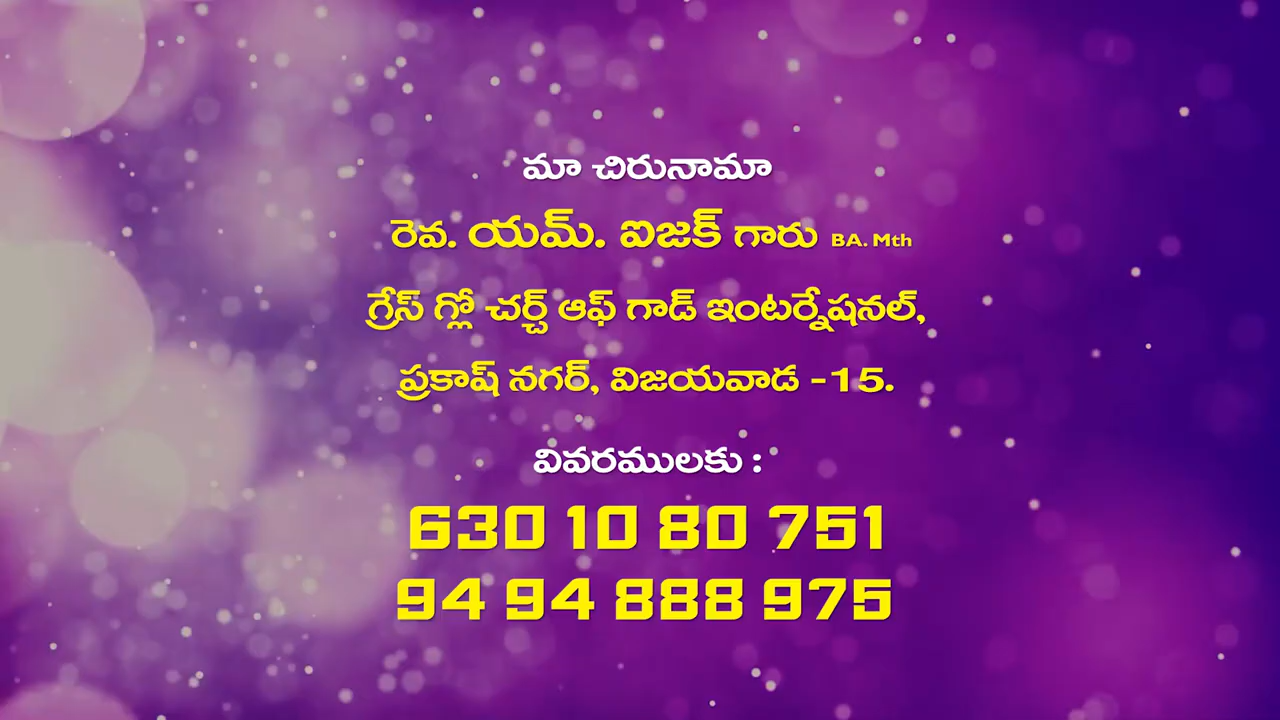 మా చిరునామా
రెవ. యమ్. ఐజక్ గారు BA. Mth
గ్రేస్ గ్లో చర్చ్ ఆఫ్ గాడ్ ఇంటర్నేషనల్,
ప్రకాష్ నగర్, విజయవాడ -15.
వివరములకు :
630 10 80 751
94 94 888 975